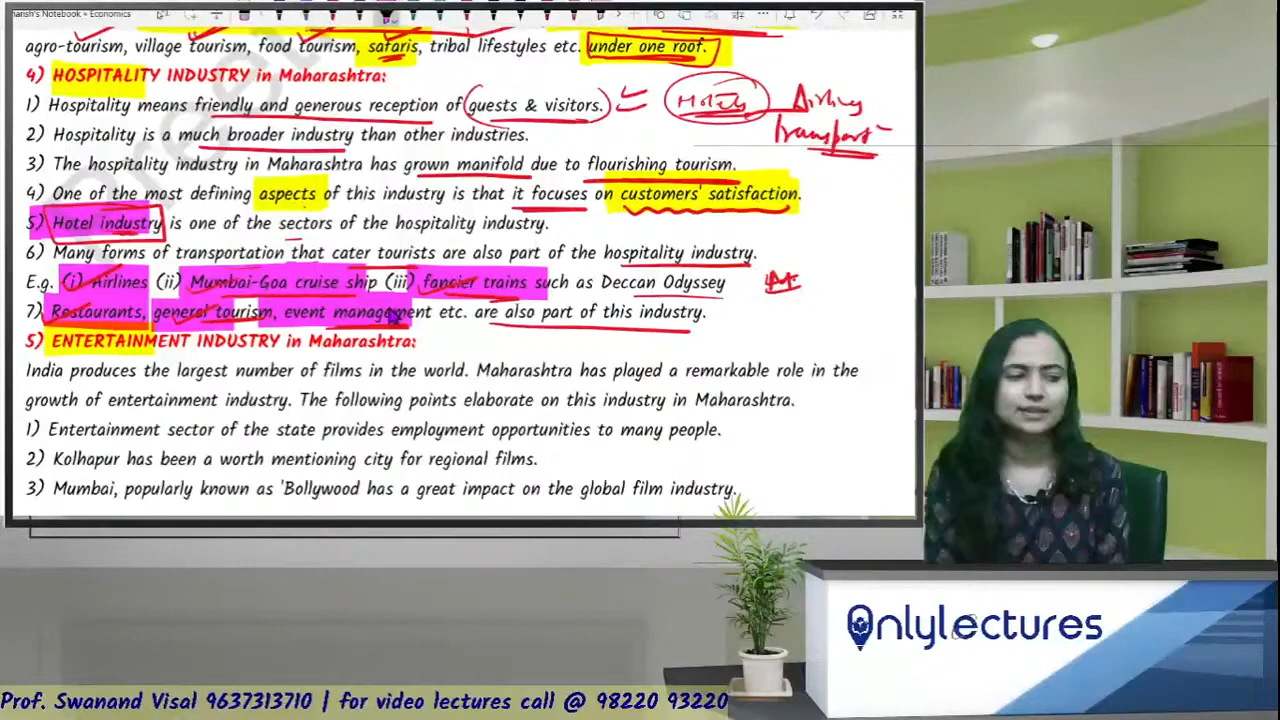 arish's Notebook » Economics
agro-tourism, village tourism, food tourism, safaris, tribal lifestyles etc. under one roof.
4) HOSPITALITY INDUSTRY in Maharashtra:
1) Hospitality means friendly and generous reception of guests & visitors. Hotels Airlines
Transport
2) Hospitality is a much broader industry than other industries.
3) The hospitality industry in Maharashtra has grown manifold due to flourishing tourism.
4) One of the most defining aspects of this industry is that it focuses on customers' satisfaction.
5) Hotel industry is one of the sectors of the hospitality industry.
6) Many forms of transportation that cater tourists are also part of the hospitality industry.
E.g. (i) Airlines (ii) Mumbai-Goa cruise ship (iii) fancier trains such as Deccan Odyssey
7) Restaurants, general tourism, event management etc. are also part of this industry.
5) ENTERTAINMENT INDUSTRY in Maharashtra:
India produces the largest number of films in the world. Maharashtra has played a remarkable role in the
growth of entertainment industry. The following points elaborate on this industry in Maharashtra.
1) Entertainment sector of the state provides employment opportunities to many people.
2) Kolhapur has been a worth mentioning city for regional films.
3) Mumbai, popularly known as 'Bollywood has a great impact on the global film industry.
Onlylectures
Prof. Swanand Visal 9637313710 | for video lectures call @ 98220 93220